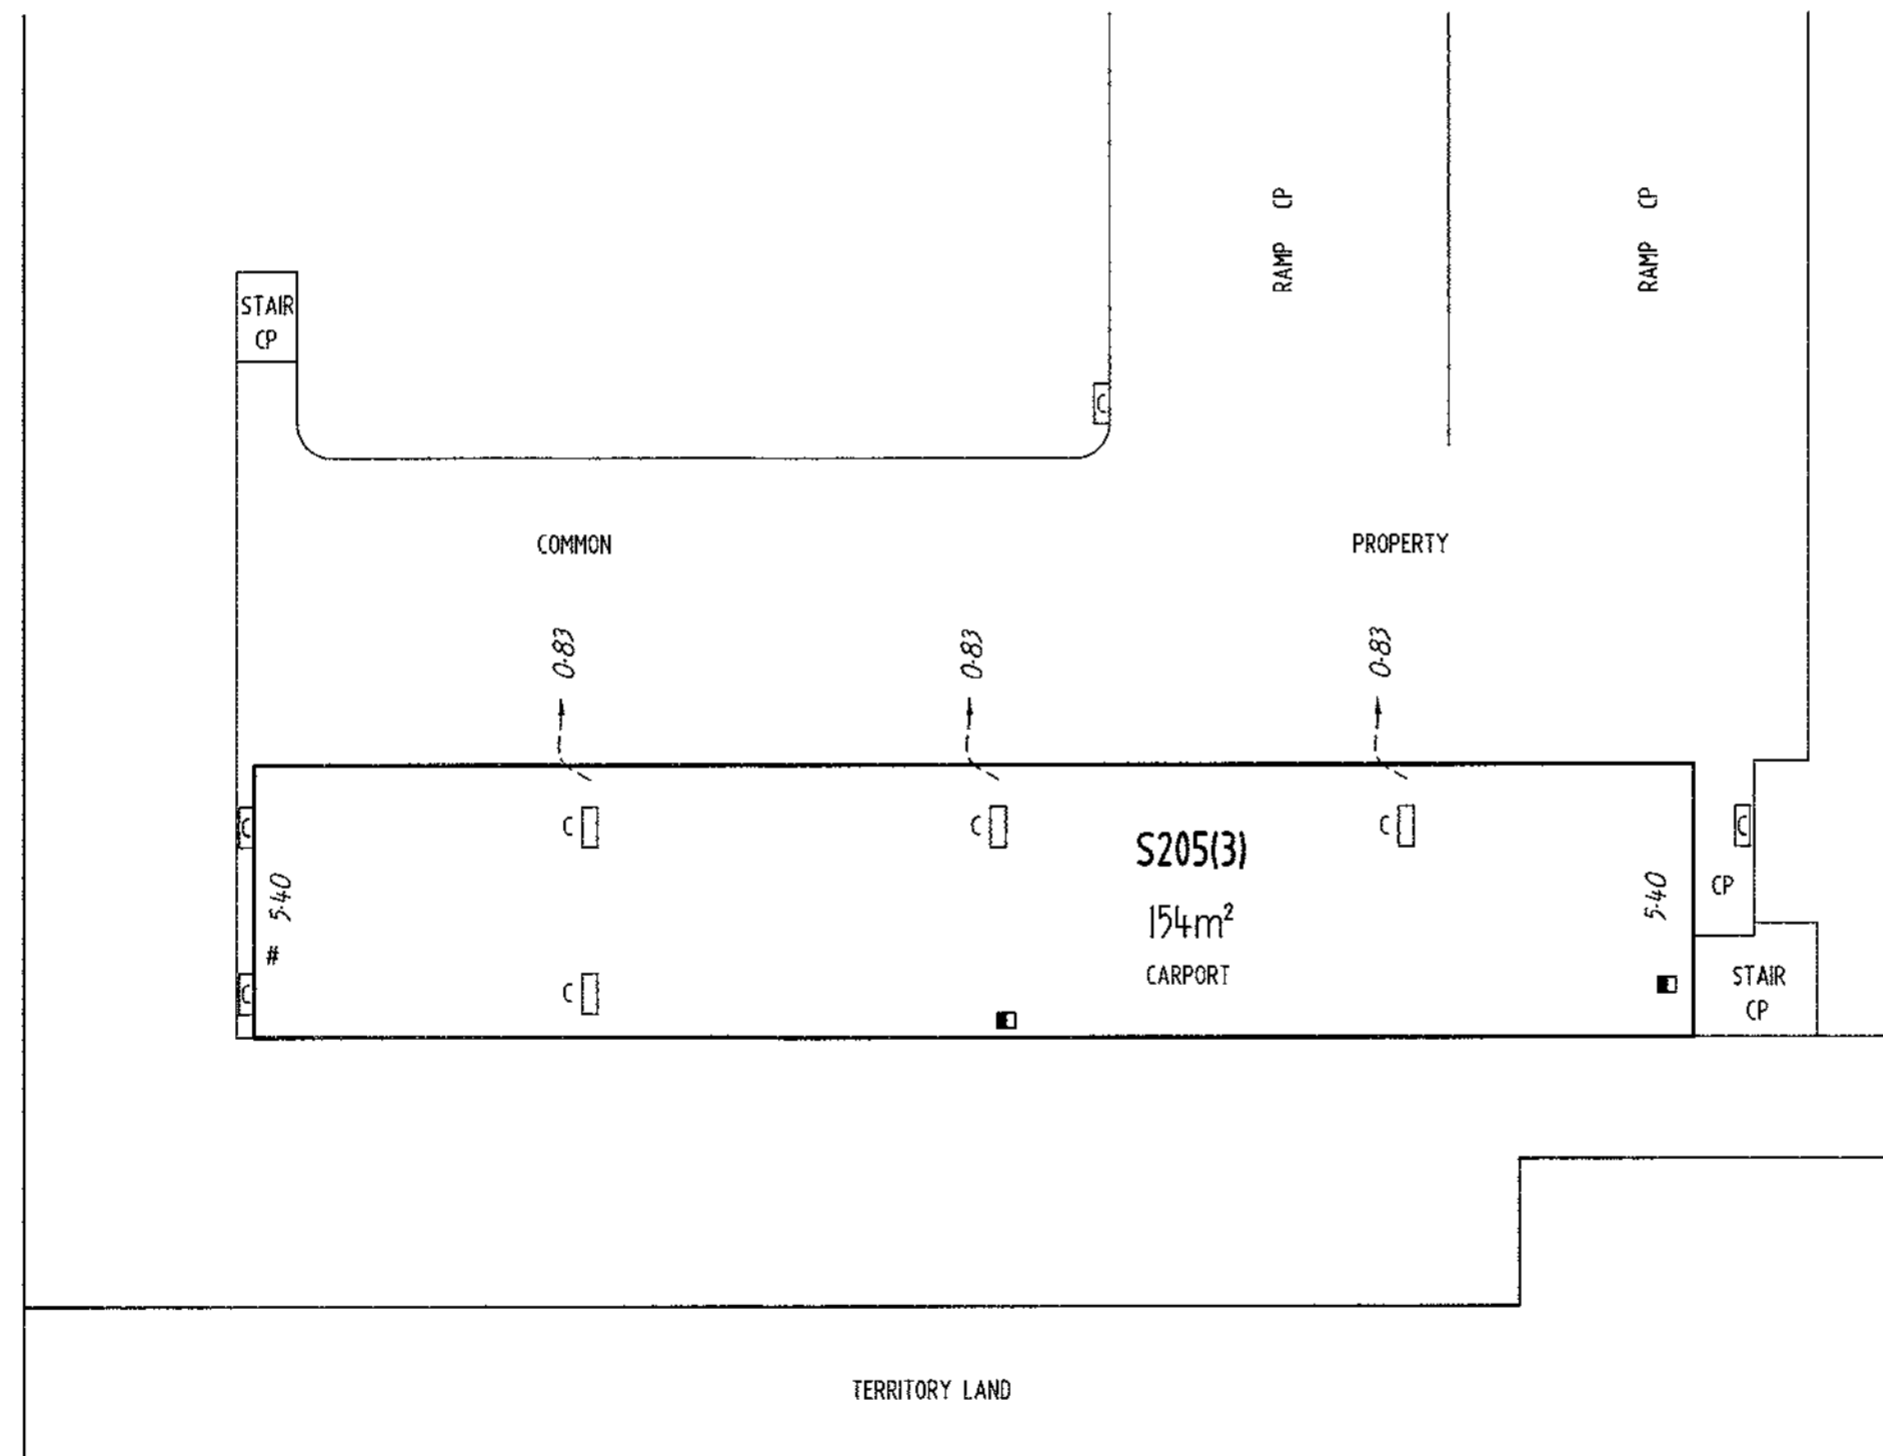 RAMP CP
RAMP CP
STAIR
CP
C
COMMON
PROPERTY
0·83
0·83
0·83
C
C
C
C
C
S205(3)
5·40
5·40
CP
154m²
#
CARPORT
STAIR
CP
C
C
TERRITORY LAND